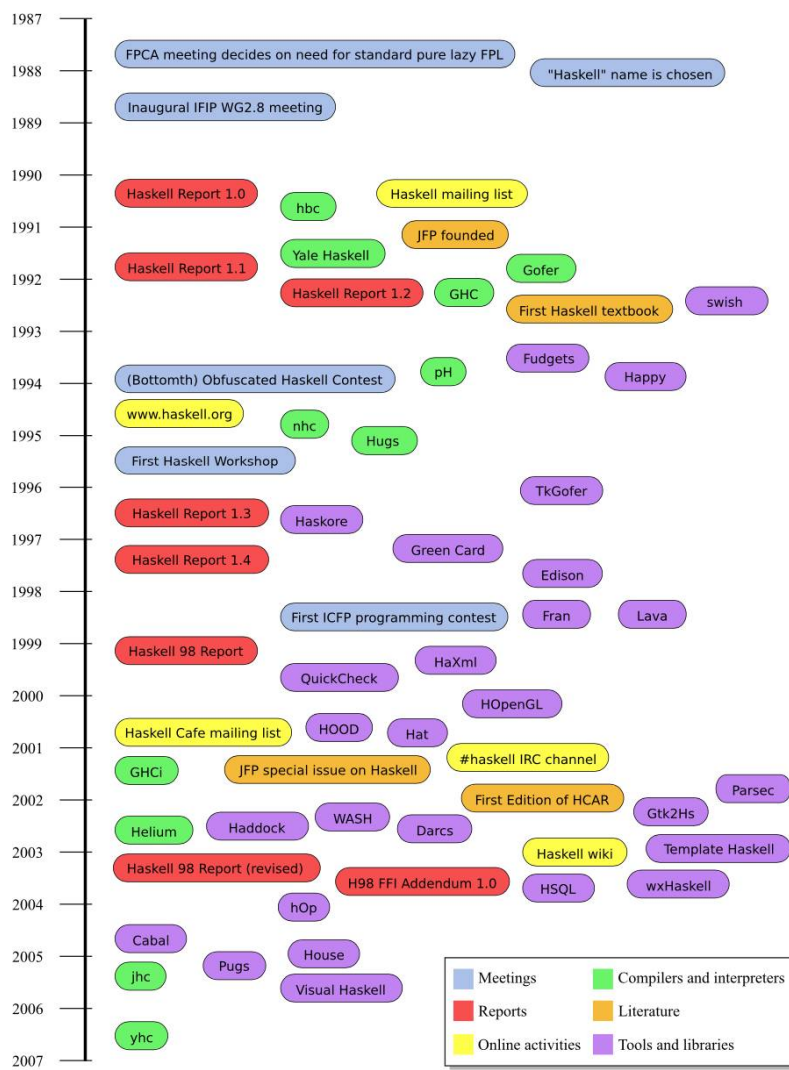 1987
FPCA meeting decides on need for standard pure lazy FPL
1988
"Haskell" name is chosen
Inaugural IFIP WG2.8 meeting
1989
1990
Haskell Report 1.0
hbc
Haskell mailing list
1991
JFP founded
Yale Haskell
Haskell Report 1.1
Gofer
1992
Haskell Report 1.2
GHC
First Haskell textbook
swish
1993
Fudgets
pH
Happy
1994
(Bottomth) Obfuscated Haskell Contest
www.haskell.org
nhc
Hugs
1995
First Haskell Workshop
1996
TkGofer
Haskell Report 1.3
Haskore
1997
Green Card
Haskell Report 1.4
Edison
1998
First ICFP programming contest
Fran
Lava
1999
Haskell 98 Report
HaXml
QuickCheck
2000
HOpenGL
Haskell Cafe mailing list
HOOD
Hat
2001
#haskell IRC channel
GHCi
JFP special issue on Haskell
Parsec
2002
First Edition of HCAR
Gtk2Hs
Helium
Haddock
WASH
Darcs
2003
Haskell wiki
Template Haskell
Haskell 98 Report (revised)
H98 FFI Addendum 1.0
HSQL
wxHaskell
2004
hOp
Cabal
2005
House
Pugs
jhc
Visual Haskell
2006
yhc
2007
Meetings
Compilers and interpreters
Reports
Literature
Online activities
Tools and libraries